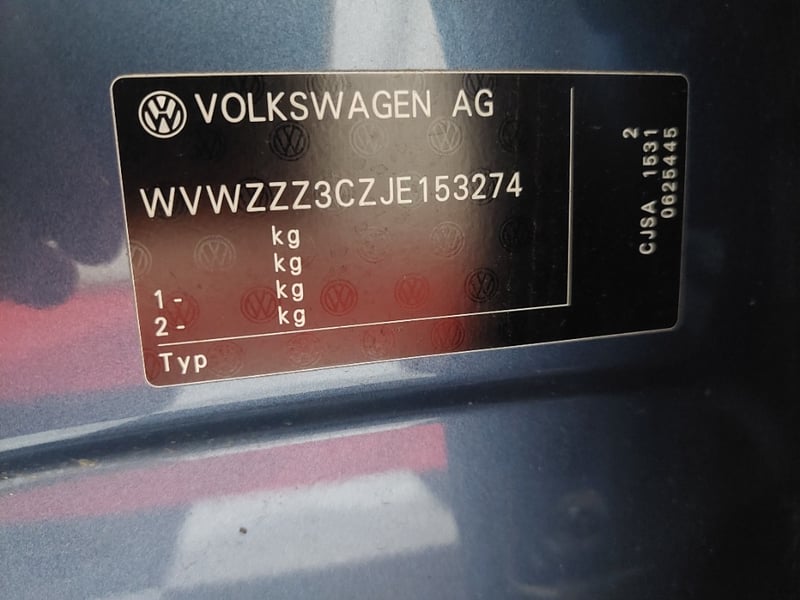 VOLKSWAGEN AG
WVWZZZ3CZJE153274
kg
kg
1- kg
2- kg
Typ
2
CJSA 1531
0625445